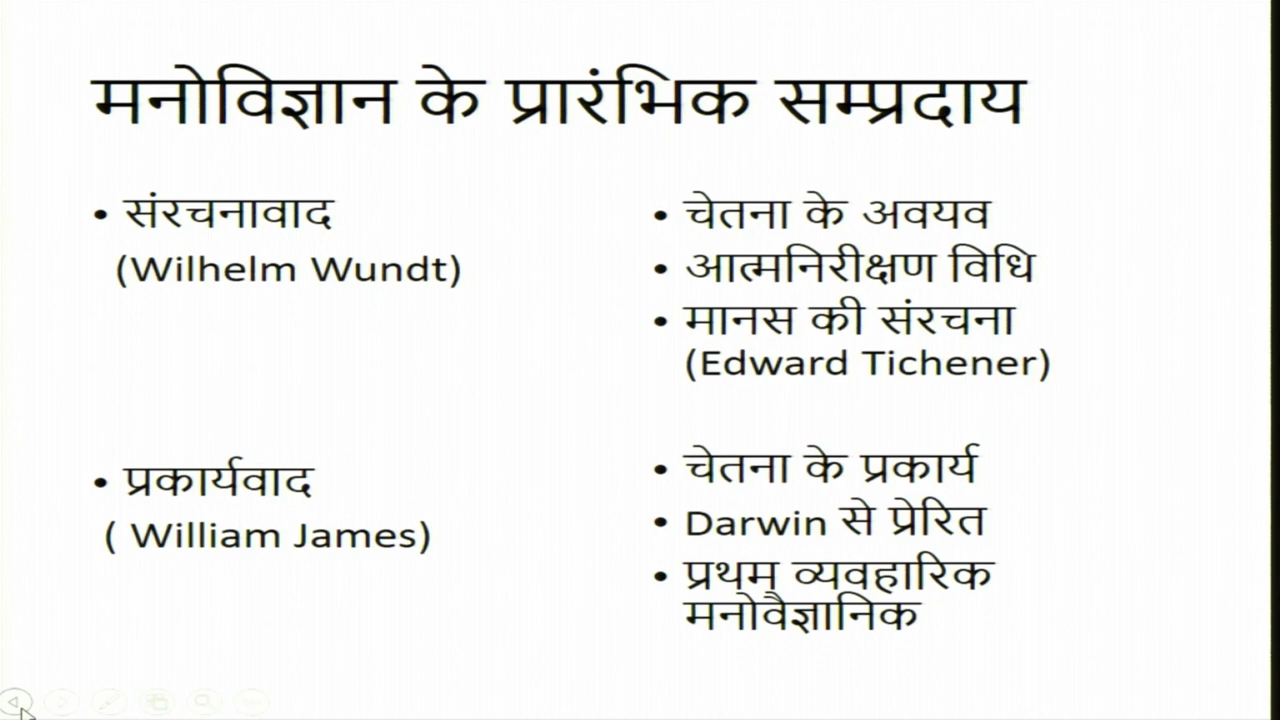 मनोविज्ञान के प्रारंभिक सम्प्रदाय
• संरचनावाद
(Wilhelm Wundt)
• चेतना के अवयव
• आत्मनिरीक्षण विधि
• मानस की संरचना
(Edward Tichener)
• प्रकार्यवाद
( William James)
• चेतना के प्रकार्य
• Darwin से प्रेरित
• प्रथम व्यवहारिक
मनोवैज्ञानिक